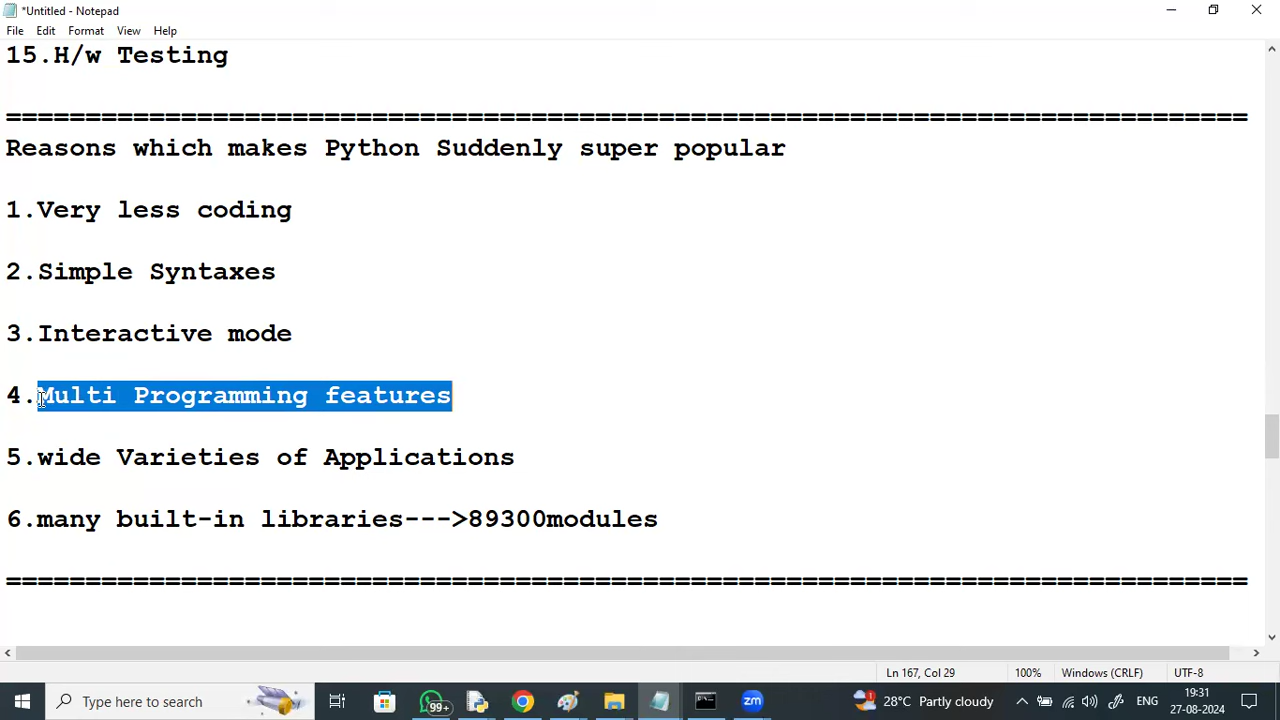 *Untitled - Notepad
File Edit Format View Help
15.H/w Testing
==============================================================================
Reasons which makes Python Suddenly super popular
1.Very less coding
2.Simple Syntaxes
3.Interactive mode
4.Multi Programming features
5.wide Varieties of Applications
6.many built-in libraries--->89300modules
==============================================================================
Ln 167, Col 29 100% Windows (CRLF) UTF-8
Type here to search 99+ zm 1 28°C Partly cloudy ENG 19:31
27-08-2024